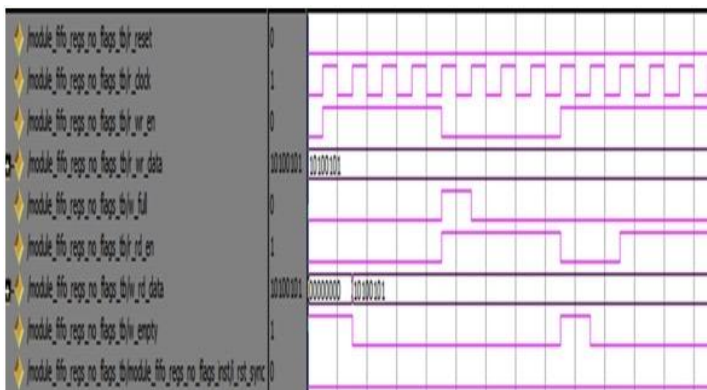 /module_fifo_regs_no_flags_tb/r_reset 0
/module_fifo_regs_no_flags_tb/r_clock 1
/module_fifo_regs_no_flags_tb/r_wr_en 0
/module_fifo_regs_no_flags_tb/r_wr_data 10100101 10100101
/module_fifo_regs_no_flags_tb/w_full 0
/module_fifo_regs_no_flags_tb/r_rd_en 1
/module_fifo_regs_no_flags_tb/w_rd_data 10100101 00000000 10100101
/module_fifo_regs_no_flags_tb/w_empty 1
/module_fifo_regs_no_flags_tb/module_fifo_regs_no_flags_inst/i_rst_sync 0